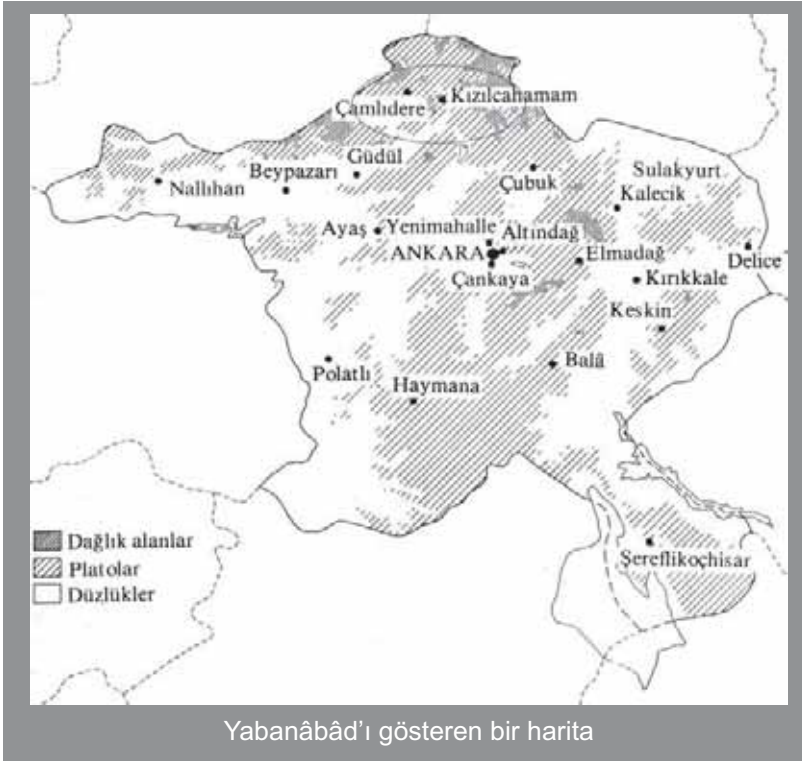 Çamlıdere
Kızılcahamam
Güdül
Beypazarı
Nallıhan
Çubuk
Sulakyurt
Kalecik
Ayaş
Yenimahalle
Altındağ
ANKARA
Elmadağ
Delice
Çankaya
Kırıkkale
Keskin
Polatlı
Balâ
Haymana
Dağlık alanlar
Platolar
Düzlükler
Şereflikoçhisar
Yabanâbâd’ı gösteren bir harita